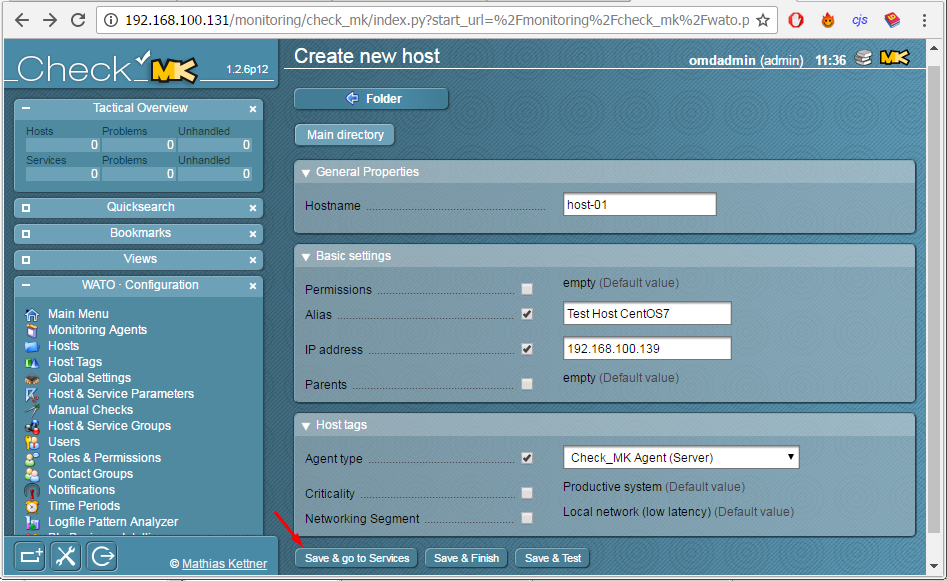 192.168.100.131/monitoring/check_mk/index.py?start_url=%2Fmonitoring%2Fcheck_mk%2Fwato.p
cjs
Check MK 1.2.6p12
Create new host
omdadmin (admin) 11:36
MK
Tactical Overview
Hosts Problems Unhandled
0 0 0
Services Problems Unhandled
0 0 0
Quicksearch
Bookmarks
Views
WATO · Configuration
Main Menu
Monitoring Agents
Hosts
Host Tags
Global Settings
Host & Service Parameters
Manual Checks
Host & Service Groups
Users
Roles & Permissions
Contact Groups
Notifications
Time Periods
Logfile Pattern Analyzer
© Mathias Kettner
Folder
Main directory
General Properties
Hostname host-01
Basic settings
Permissions empty (Default value)
Alias Test Host CentOS7
IP address 192.168.100.139
Parents empty (Default value)
Host tags
Agent type Check_MK Agent (Server)
Criticality Productive system (Default value)
Networking Segment Local network (low latency) (Default value)
Save & go to Services Save & Finish Save & Test